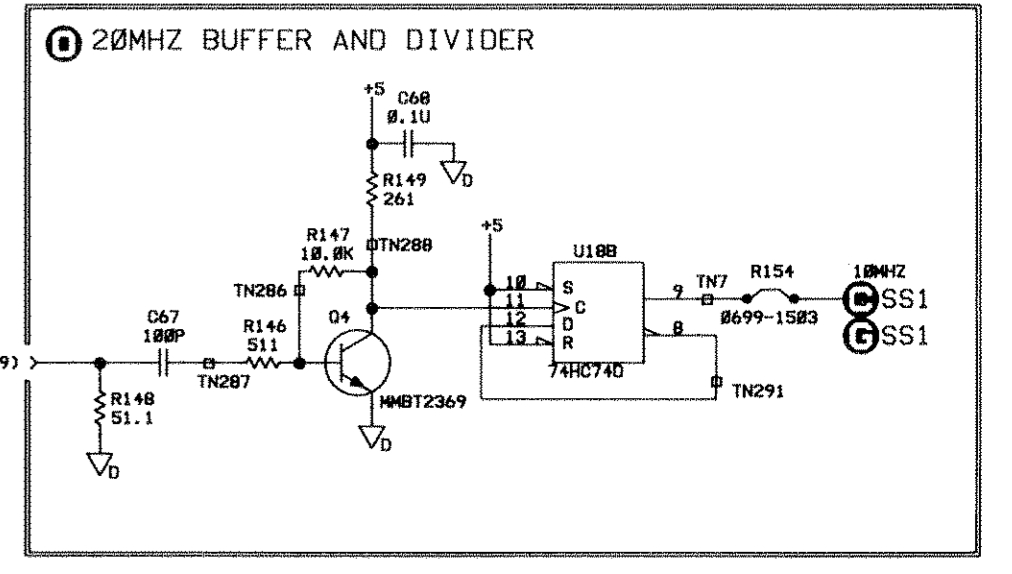 20MHZ BUFFER AND DIVIDER
+5
C68
0.1U
D
R149
261
+5
R147
10.0K
TN288
U18B
TN286
10
S
9
TN7
R154
10MHZ
SS1
11
C
C67
100P
R146
511
Q4
12
D
0699-1503
13
R
8
G
SS1
9)
TN287
74HC74D
TN291
R148
51.1
MMBT2369
D
D